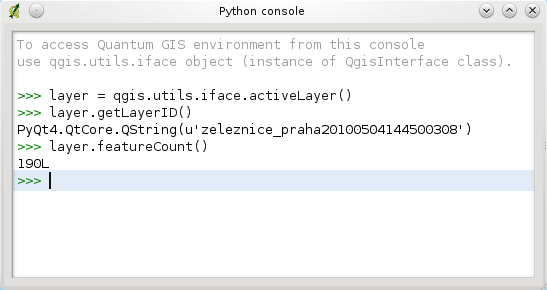 Python console
To access Quantum GIS environment from this console
use qgis.utils.iface object (instance of QgisInterface class).
>>> layer = qgis.utils.iface.activeLayer()
>>> layer.getLayerID()
PyQt4.QtCore.QString(u'zeleznice_praha20100504144500308')
>>> layer.featureCount()
190L
>>>